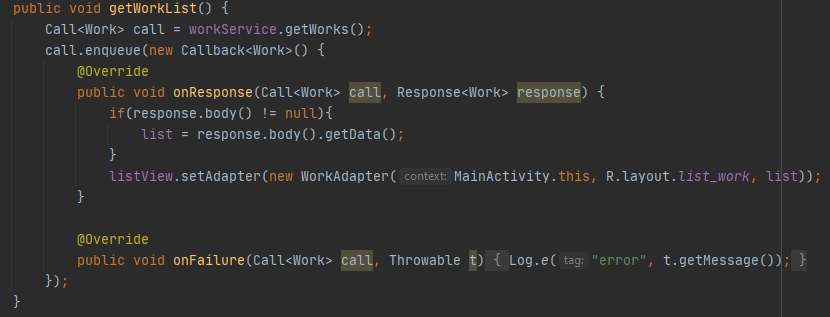 public void getWorkList() {
    Call<Work> call = workService.getWorks();
    call.enqueue(new Callback<Work>() {
        @Override
        public void onResponse(Call<Work> call, Response<Work> response) {
            if(response.body() != null){
                list = response.body().getData();
            }
            listView.setAdapter(new WorkAdapter( context: MainActivity.this, R.layout.list_work, list));
        }

        @Override
        public void onFailure(Call<Work> call, Throwable t) { Log.e( tag: "error", t.getMessage()); }
    });
}